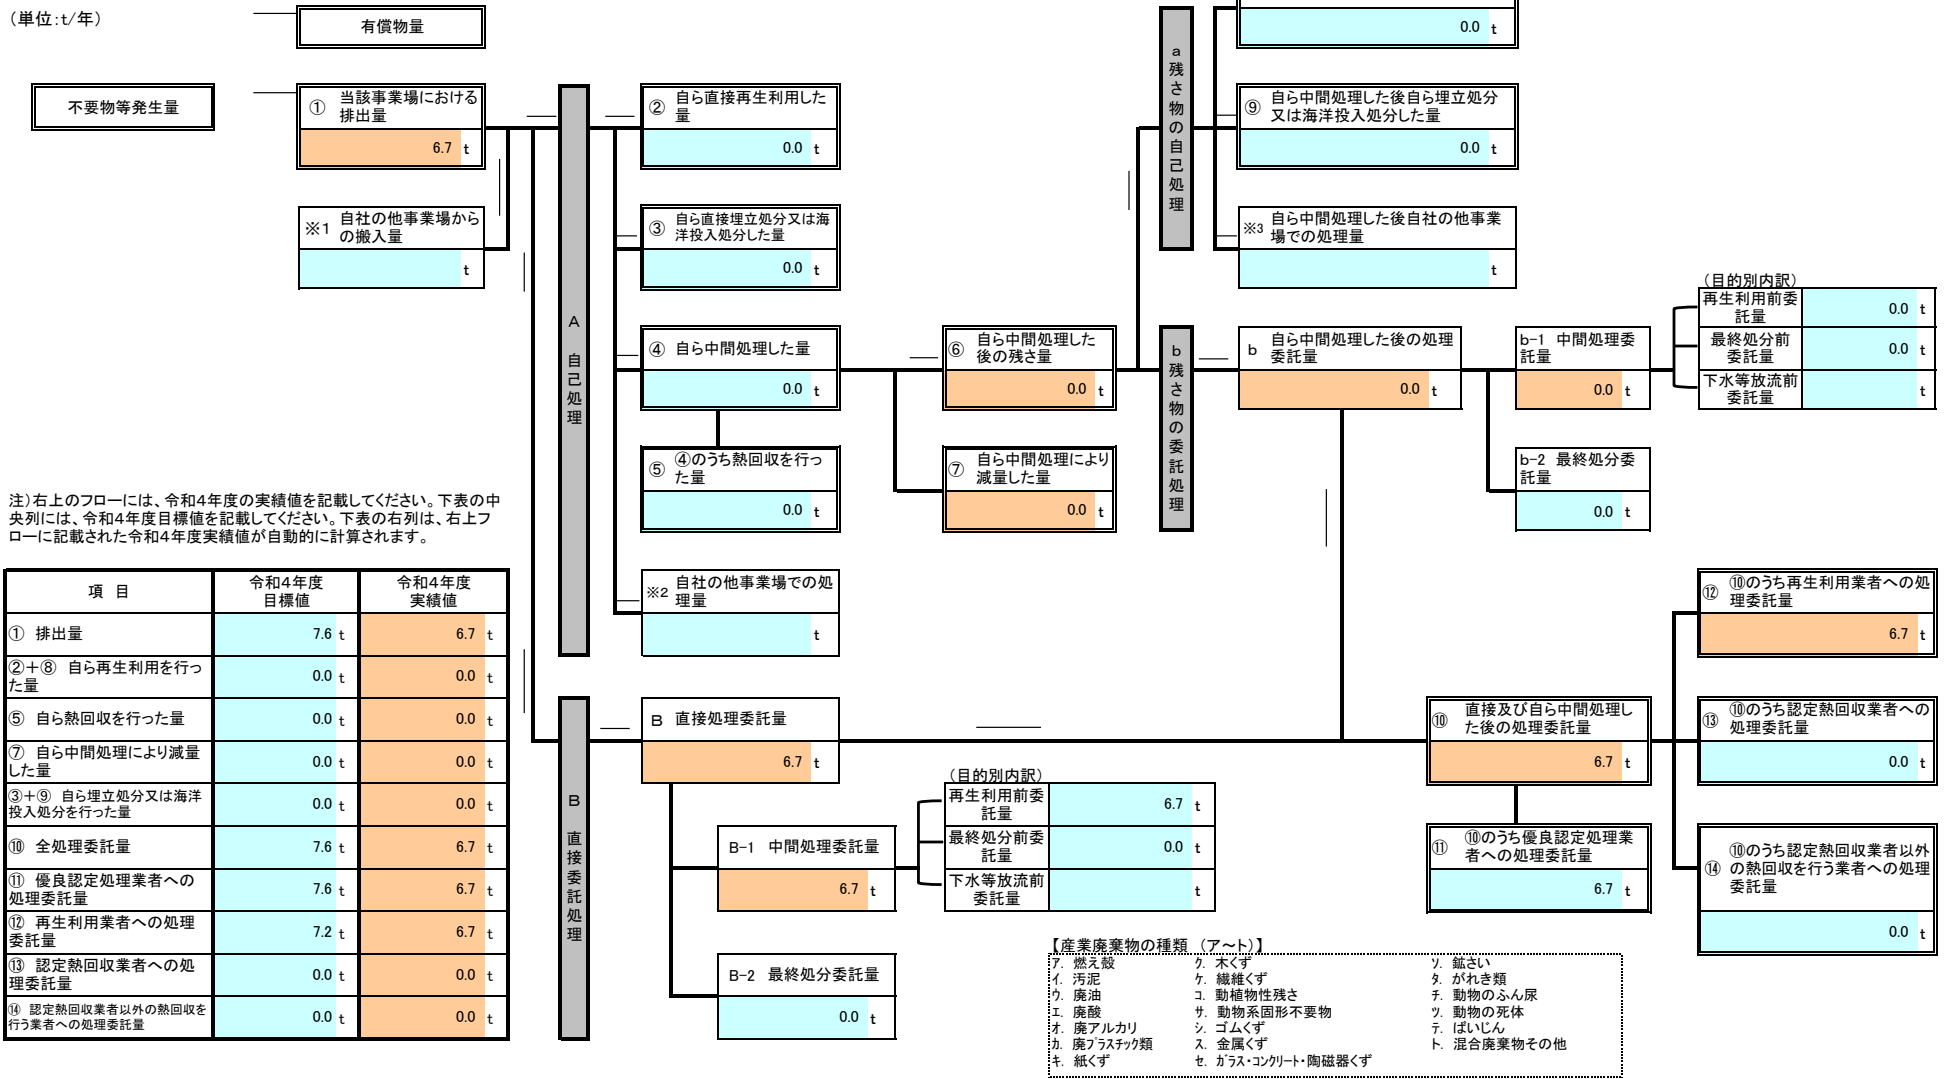 （単位：t/年）
有償物量
0.0 t
不要物等発生量
① 当該事業場における
排出量
6.7 t
※1 自社の他事業場から
の搬入量
t
A 自己処理
② 自ら直接再生利用した
量
0.0 t
③ 自ら直接埋立処分又は海
洋投入処分した量
0.0 t
④ 自ら中間処理した量
0.0 t
⑤ ④のうち熱回収を行っ
た量
0.0 t
※2 自社の他事業場での処
理量
t
⑥ 自ら中間処理した
後の残さ量
0.0 t
⑦ 自ら中間処理により
減量した量
0.0 t
a 残さ物の自己処理
⑨ 自ら中間処理した後自ら埋立処分
又は海洋投入処分した量
0.0 t
※3 自ら中間処理した後自社の他事業
場での処理量
t
b 残さ物の委託処理
b 自ら中間処理した後の処理
委託量
0.0 t
b-1 中間処理委
託量
0.0 t
b-2 最終処分委
託量
0.0 t
（目的別内訳）
再生利用前委
託量
0.0 t
最終処分前
委託量
0.0 t
下水等放流前
委託量
t
注）右上のフローには、令和4年度の実績値を記載してください。下表の中
央列には、令和4年度目標値を記載してください。下表の右列は、右上フ
ローに記載された令和4年度実績値が自動的に計算されます。
項 目
令和4年度
目標値
令和4年度
実績値
① 排出量 7.6 t 6.7 t
②＋⑧ 自ら再生利用を行っ
た量 0.0 t 0.0 t
⑤ 自ら熱回収を行った量 0.0 t 0.0 t
⑦ 自ら中間処理により減量
した量 0.0 t 0.0 t
③＋⑨ 自ら埋立処分又は海洋
投入処分を行った量 0.0 t 0.0 t
⑩ 全処理委託量 7.6 t 6.7 t
⑪ 優良認定処理業者への
処理委託量 7.6 t 6.7 t
⑫ 再生利用業者への処理
委託量 7.2 t 6.7 t
⑬ 認定熱回収業者への処
理委託量 0.0 t 0.0 t
⑭ 認定熱回収業者以外の熱回収を
行う業者への処理委託量 0.0 t 0.0 t
B 直接委託処理
B 直接処理委託量
6.7 t
B-1 中間処理委託量
6.7 t
B-2 最終処分委託量
0.0 t
（目的別内訳）
再生利用前委
託量
6.7 t
最終処分前委
託量
0.0 t
下水等放流前
委託量
t
⑩ 直接及び自ら中間処理し
た後の処理委託量
6.7 t
⑪ ⑩のうち優良認定処理業
者への処理委託量
6.7 t
⑫ ⑩のうち再生利用業者への処
理委託量
6.7 t
⑬ ⑩のうち認定熱回収業者への
処理委託量
0.0 t
⑭ ⑩のうち認定熱回収業者以外
の熱回収を行う業者への処理
委託量
0.0 t
【産業廃棄物の種類 （ア～ト）】
ア. 燃え殻 ク. 木くず ソ. 鉱さい
イ. 汚泥 ケ. 繊維くず タ. がれき類
ウ. 廃油 コ. 動植物性残さ チ. 動物のふん尿
エ. 廃酸 サ. 動物系固形不要物 ツ. 動物の死体
オ. 廃アルカリ シ. ゴムくず テ. ばいじん
カ. 廃プラスチック類 ス. 金属くず ト. 混合廃棄物その他
キ. 紙くず セ. ガラス・コンクリート・陶磁器くず